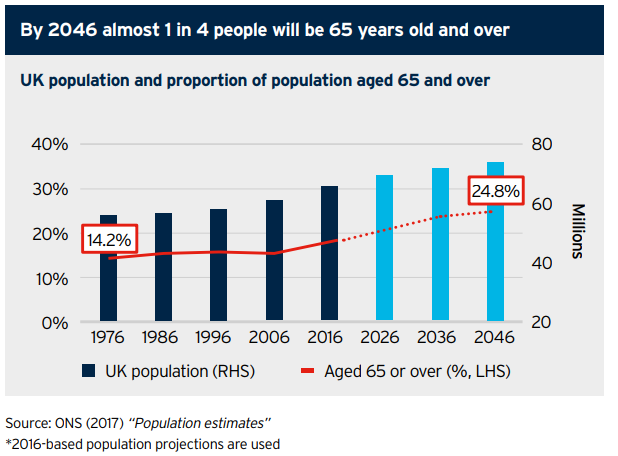 By 2046 almost 1 in 4 people will be 65 years old and over
UK population and proportion of population aged 65 and over
40%
30%
20%
10%
0%
80
60
40
20
Millions
14.2%
24.8%
1976 1986 1996 2006 2016 2026 2036 2046
UK population (RHS) Aged 65 or over (%, LHS)
Source: ONS (2017) “Population estimates”
*2016-based population projections are used